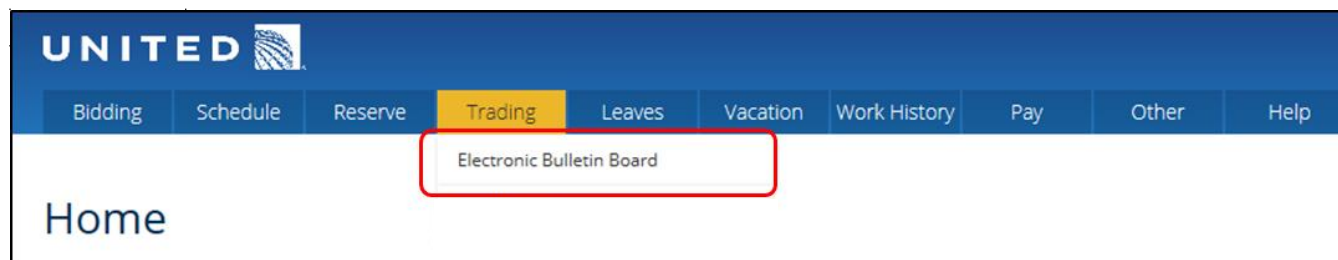 UNITED
Bidding Schedule Reserve Trading Leaves Vacation Work History Pay Other Help
Electronic Bulletin Board
Home